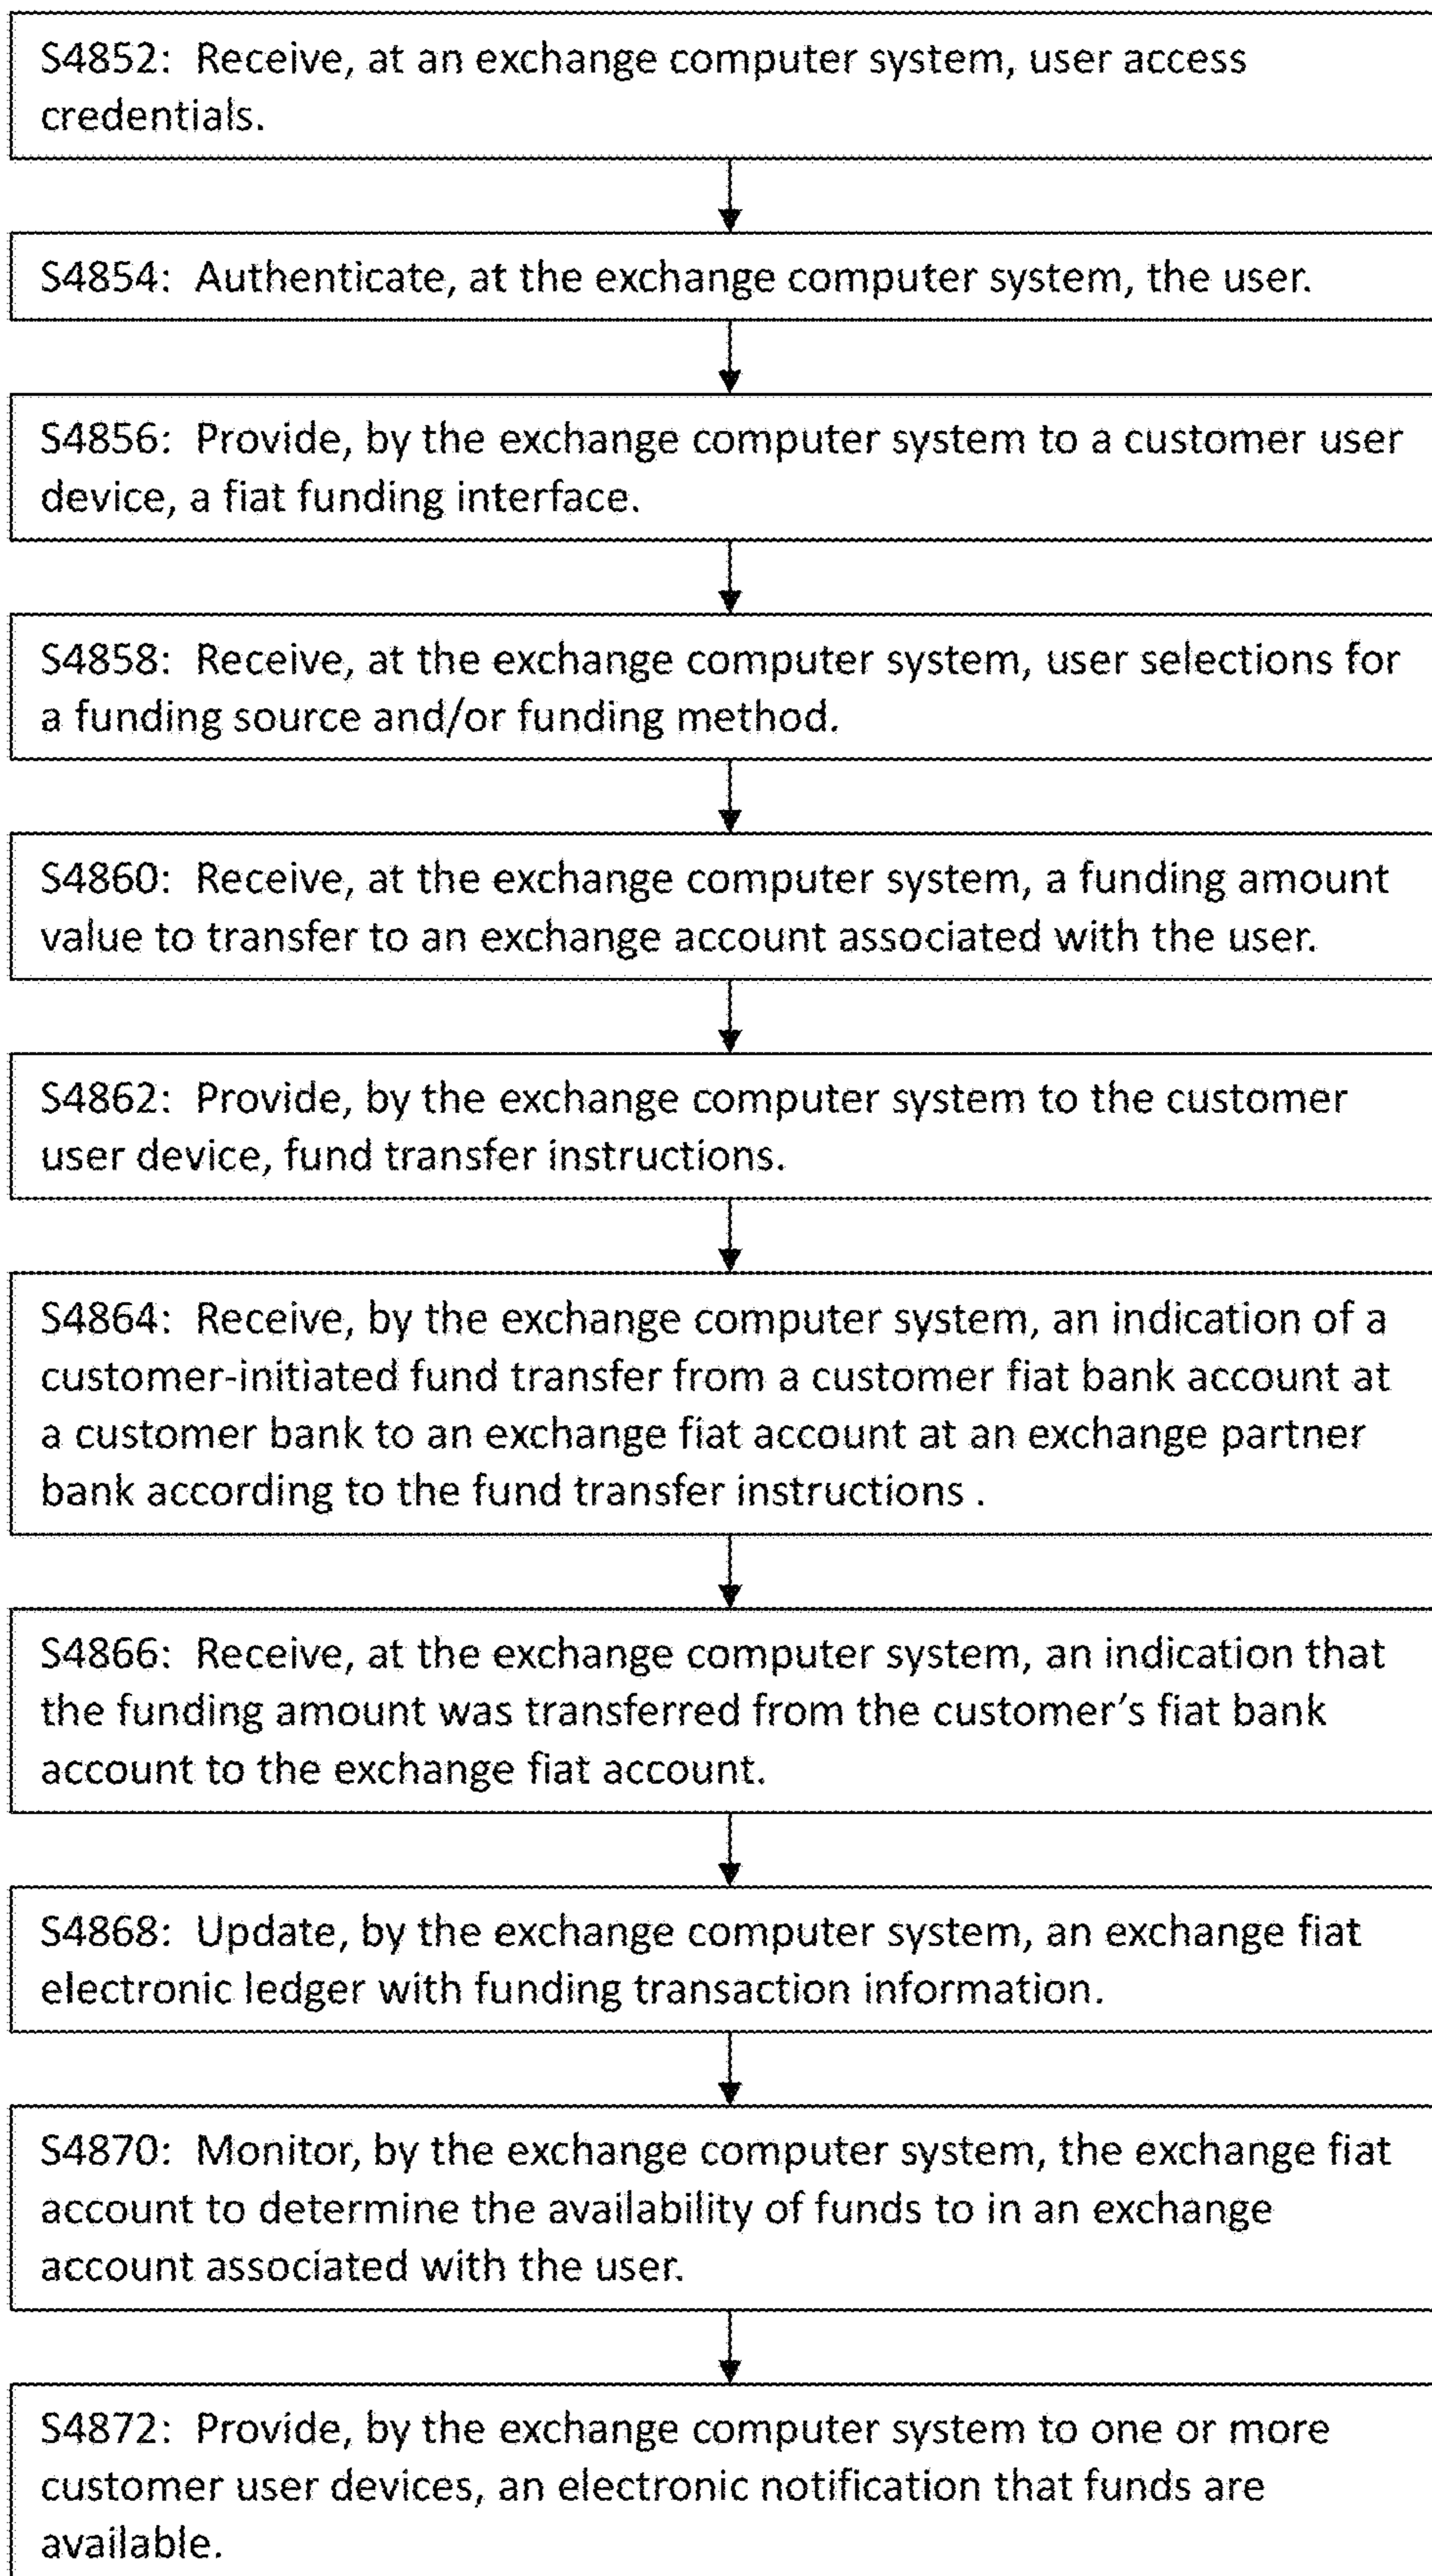 S4852: Receive, at an exchange computer system, user access
credentials.
S4854: Authenticate, at the exchange computer system, the user.
S4856: Provide, by the exchange computer system to a customer user
device, a fiat funding interface.
S4858: Receive, at the exchange computer system, user selections for
a funding source and/or funding method.
S4860: Receive, at the exchange computer system, a funding amount
value to transfer to an exchange account associated with the user.
S4862: Provide, by the exchange computer system to the customer
user device, fund transfer instructions.
S4864: Receive, by the exchange computer system, an indication of a
customer-initiated fund transfer from a customer fiat bank account at
a customer bank to an exchange fiat account at an exchange partner
bank according to the fund transfer instructions .
S4866: Receive, at the exchange computer system, an indication that
the funding amount was transferred from the customer’s fiat bank
account to the exchange fiat account.
S4868: Update, by the exchange computer system, an exchange fiat
electronic ledger with funding transaction information.
S4870: Monitor, by the exchange computer system, the exchange fiat
account to determine the availability of funds to in an exchange
account associated with the user.
S4872: Provide, by the exchange computer system to one or more
customer user devices, an electronic notification that funds are
available.